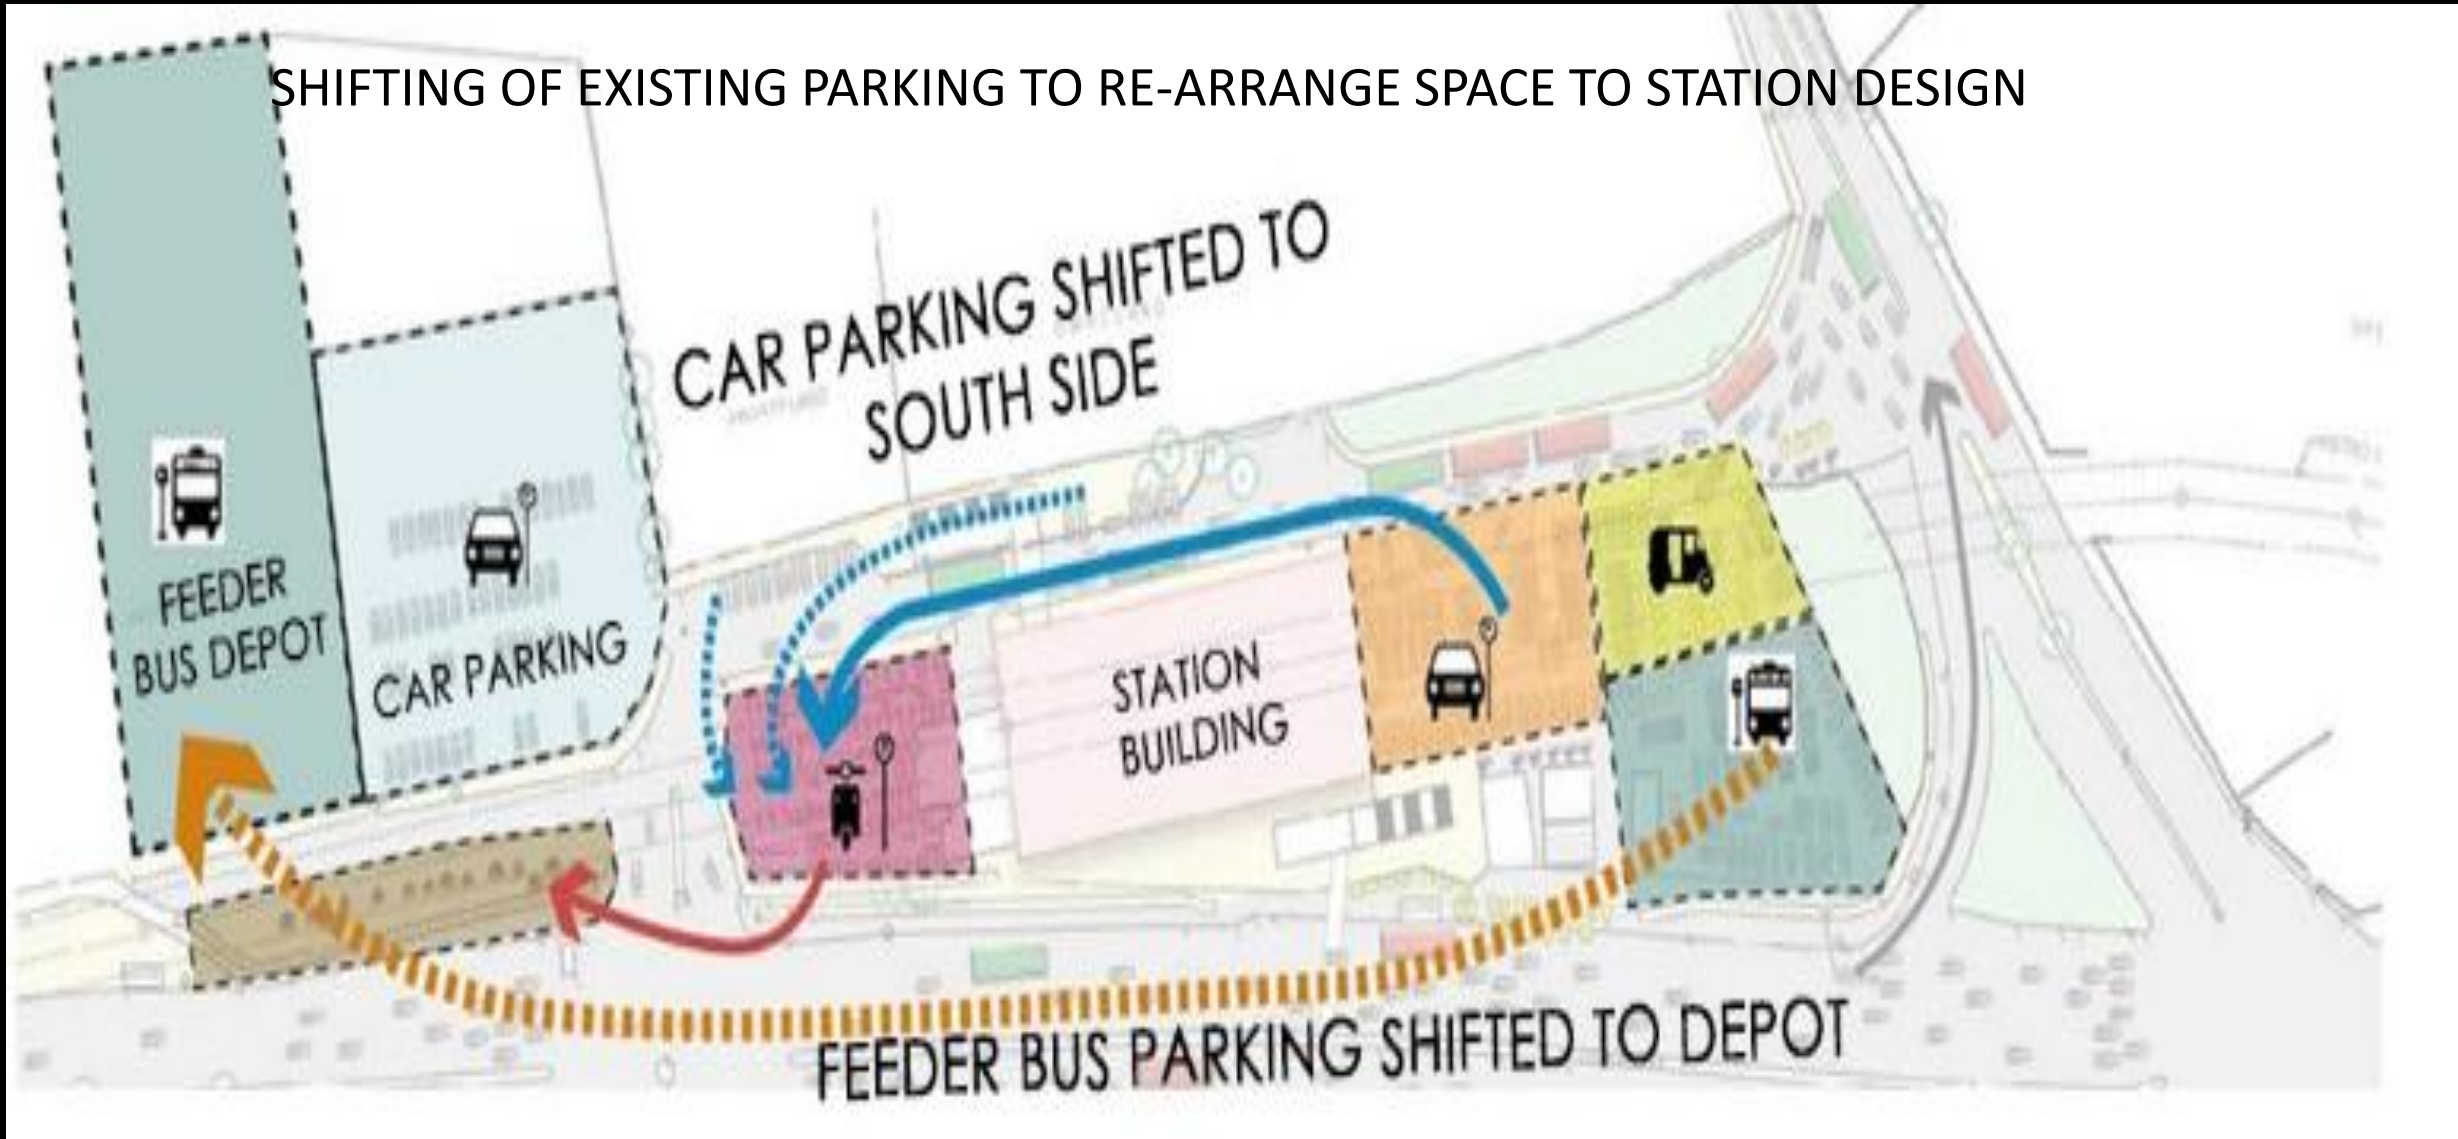 SHIFTING OF EXISTING PARKING TO RE-ARRANGE SPACE TO STATION DESIGN
CAR PARKING SHIFTED TO
SOUTH SIDE
FEEDER
BUS DEPOT
CAR PARKING
STATION
BUILDING
FEEDER BUS PARKING SHIFTED TO DEPOT